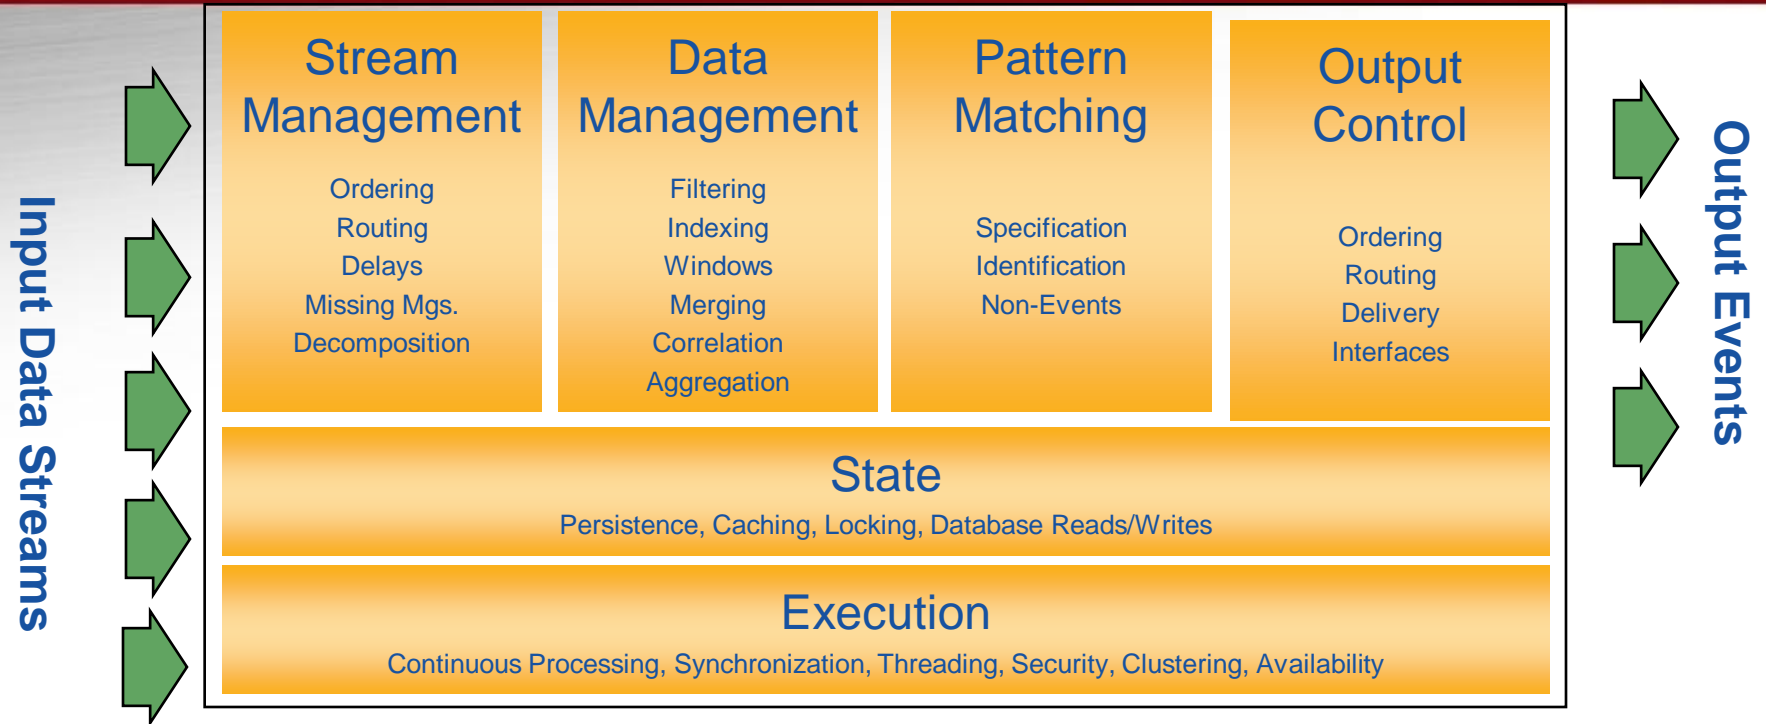 Input Data Streams
Stream
Management
Ordering
Routing
Delays
Missing Mgs.
Decomposition
Data
Management
Filtering
Indexing
Windows
Merging
Correlation
Aggregation
Pattern
Matching
Specification
Identification
Non-Events
Output
Control
Ordering
Routing
Delivery
Interfaces
State
Persistence, Caching, Locking, Database Reads/Writes
Execution
Continuous Processing, Synchronization, Threading, Security, Clustering, Availability
Output Events